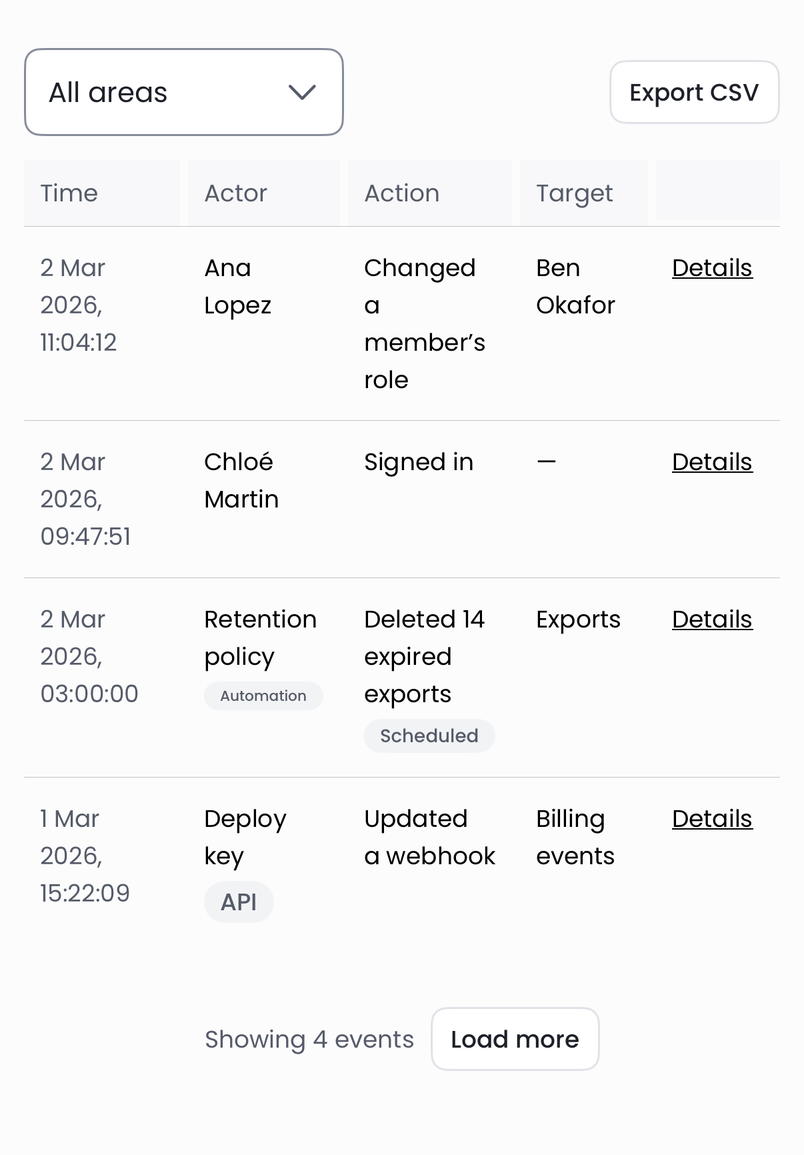 All areas
Export CSV
Time Actor Action Target
2 Mar 2026, 11:04:12 Ana Lopez Changed a member’s role Ben Okafor Details
2 Mar 2026, 09:47:51 Chloé Martin Signed in — Details
2 Mar 2026, 03:00:00 Retention policy Automation Deleted 14 expired exports Scheduled Exports Details
1 Mar 2026, 15:22:09 Deploy key API Updated a webhook Billing events Details
Showing 4 events Load more